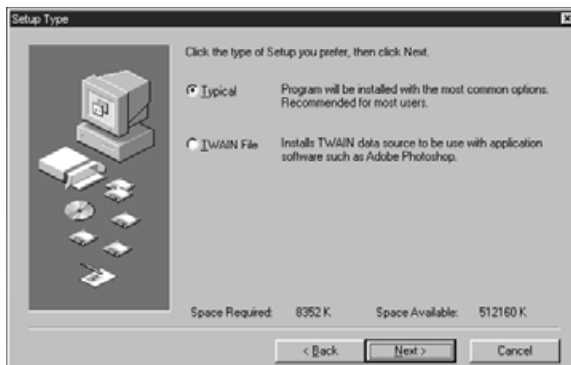 Setup Type
Click the type of Setup you prefer, then click Next.
Typical Program will be installed with the most common options.
Recommended for most users.
TWAIN File Installs TWAIN data source to be use with application
software such as Adobe Photoshop.
Space Required: 8352 K Space Available: 512160 K
< Back Next > Cancel